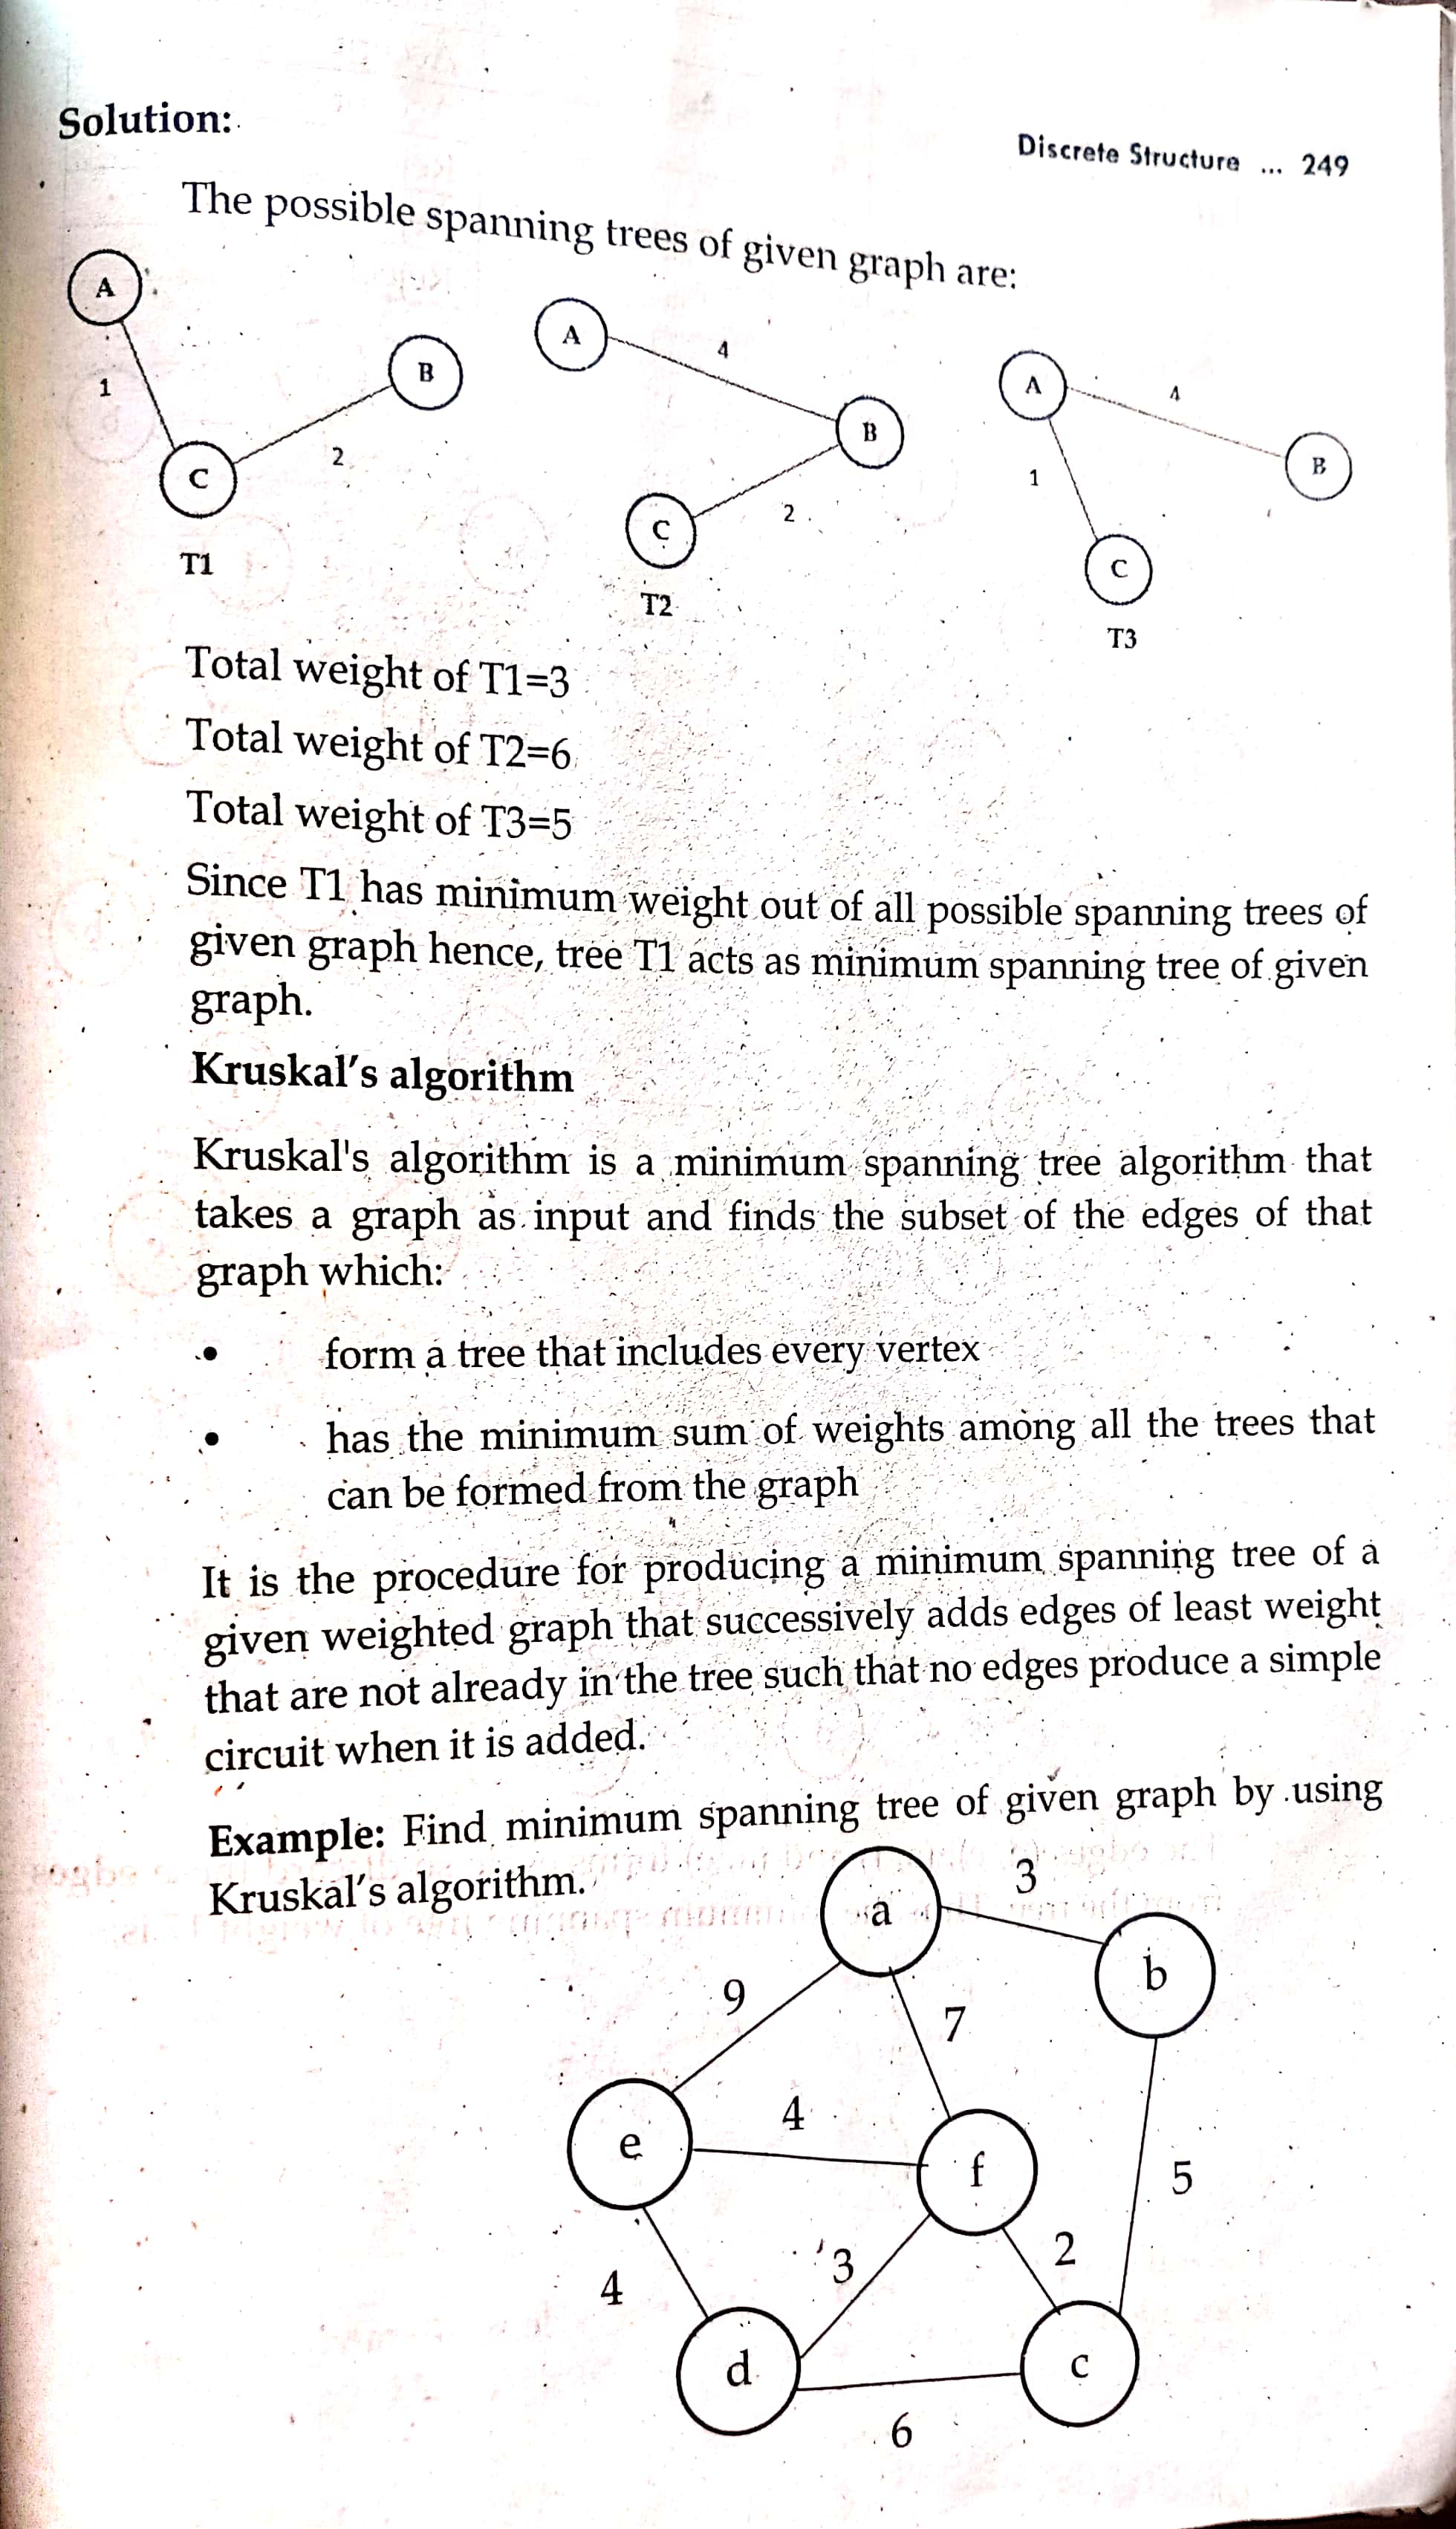 Solution:
Discrete Structure ... 249
The possible spanning trees of given graph are:
A
1
C
B
2
T1
A
4
B
C
2
T2
A
4
B
1
C
T3
Total weight of T1=3
Total weight of T2=6
Total weight of T3=5
Since T1 has minimum weight out of all possible spanning trees of
given graph hence, tree T1 acts as minimum spanning tree of given
graph.
Kruskal's algorithm
Kruskal's algorithm is a minimum spanning tree algorithm that
takes a graph as input and finds the subset of the edges of that
graph which:
• form a tree that includes every vertex
• has the minimum sum of weights among all the trees that
can be formed from the graph
It is the procedure for producing a minimum spanning tree of a
given weighted graph that successively adds edges of least weight
that are not already in the tree such that no edges produce a simple
circuit when it is added.
Example: Find minimum spanning tree of given graph by using
Kruskal's algorithm.
a
3
b
9
7
e
4
f
5
4
3
2
d
c
6